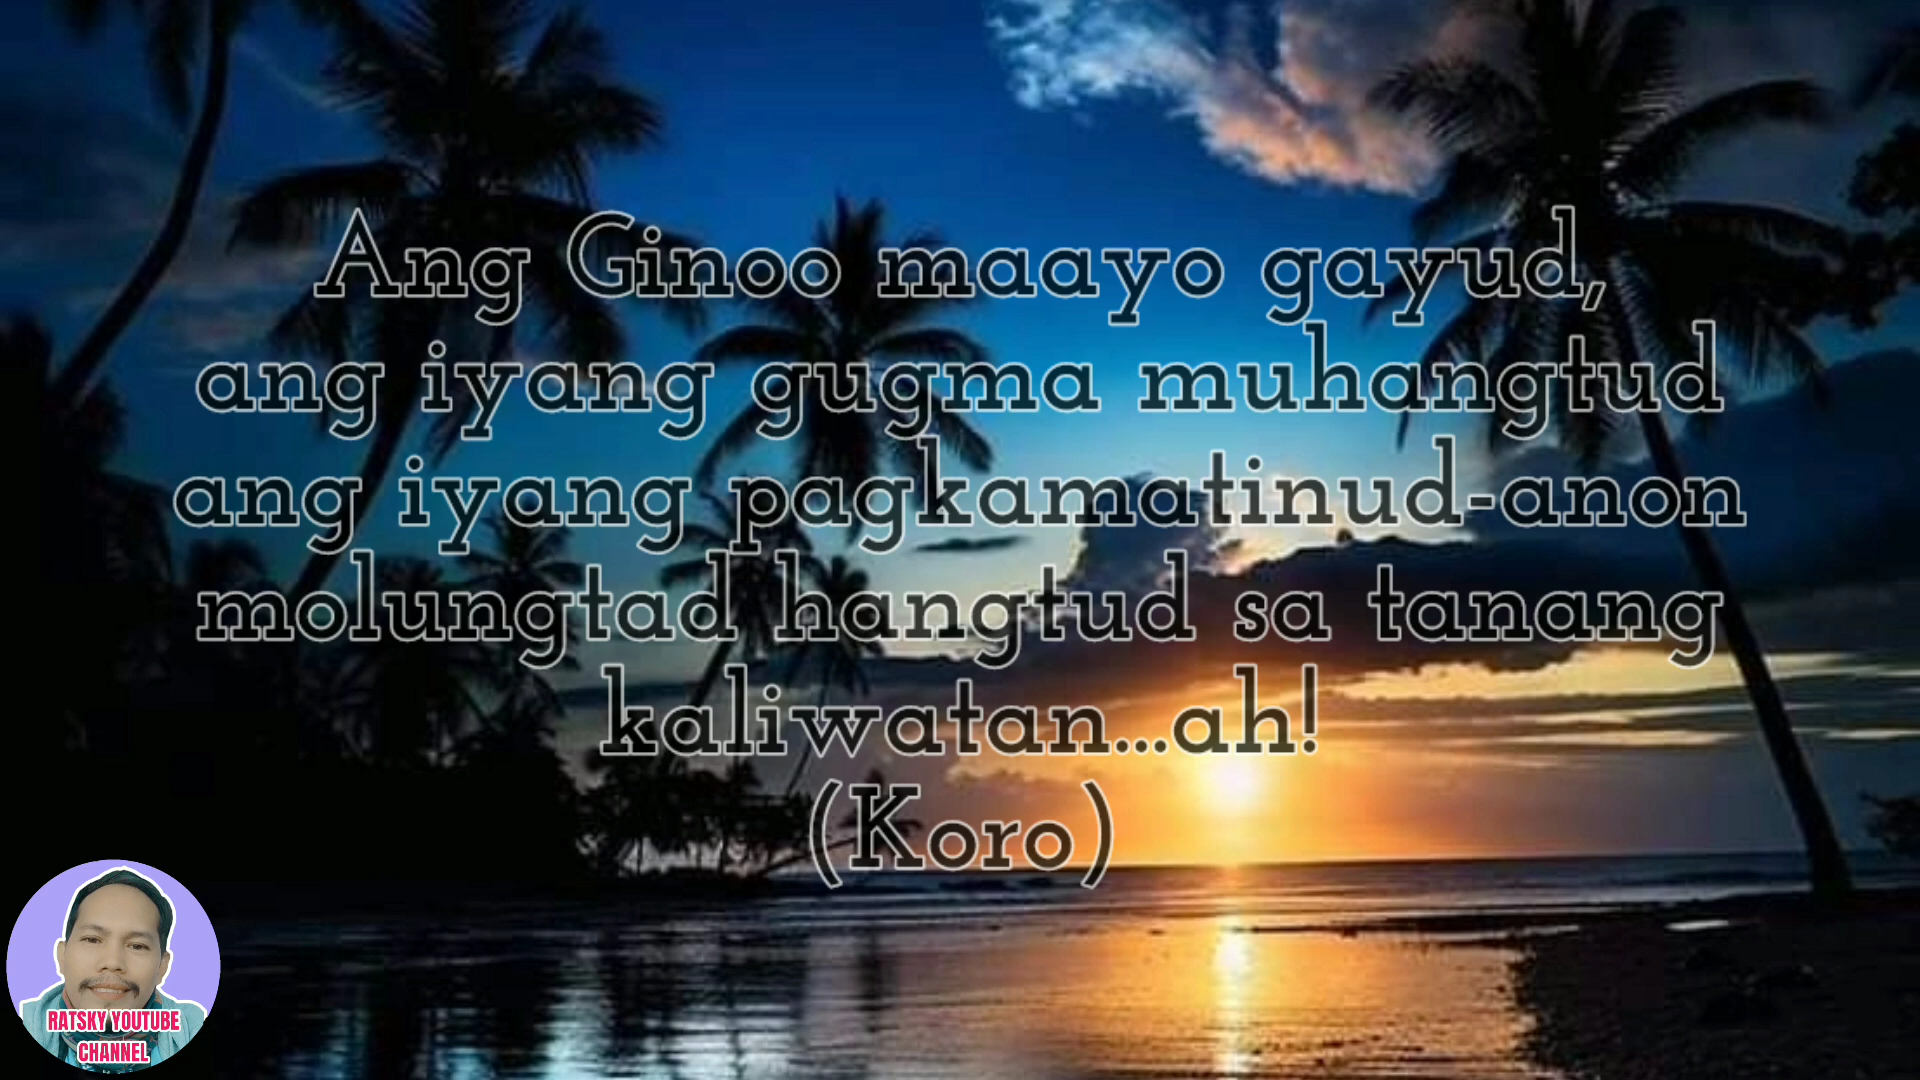 Ang Ginoo maayo gayud,
ang iyang gugma muhangtud
ang iyang pagkamatinud-anon
molungtad hangtud sa tanang
kaliwatan...ah!
(Koro)
RATSKY YOUTUBE
CHANNEL